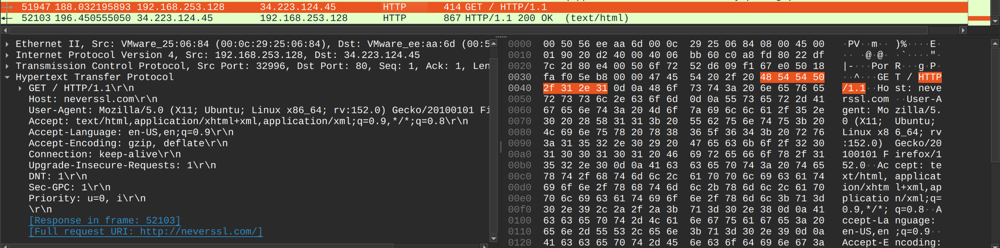 51947 188.032195893 192.168.253.128 34.223.124.45 HTTP 414 GET / HTTP/1.1
52103 196.450555050 34.223.124.45 192.168.253.128 HTTP 867 HTTP/1.1 200 OK (text/html)
Ethernet II, Src: VMware_25:06:84 (00:0c:29:25:06:84), Dst: VMware_ee:aa:6d (00:5
Internet Protocol Version 4, Src: 192.168.253.128, Dst: 34.223.124.45
Transmission Control Protocol, Src Port: 32996, Dst Port: 80, Seq: 1, Ack: 1, Len
Hypertext Transfer Protocol
GET / HTTP/1.1\r\n
Host: neverssl.com\r\n
User-Agent: Mozilla/5.0 (X11; Ubuntu; Linux x86_64; rv:152.0) Gecko/20100101 Fi
Accept: text/html,application/xhtml+xml,application/xml;q=0.9,*/*;q=0.8\r\n
Accept-Language: en-US,en;q=0.9\r\n
Accept-Encoding: gzip, deflate\r\n
Connection: keep-alive\r\n
Upgrade-Insecure-Requests: 1\r\n
DNT: 1\r\n
Sec-GPC: 1\r\n
Priority: u=0, i\r\n
\r\n
[Response in frame: 52103]
[Full request URI: http://neverssl.com/]
0000 00 50 56 ee aa 6d 00 0c 29 25 06 84 08 00 45 00 ·PV··m·· )%····E·
0010 01 90 20 d2 40 00 40 06 bb 60 c0 a8 fd 80 22 df ·· ·@·@· ·`····"·
0020 7c 2d 80 e4 00 50 6f 72 52 d6 09 f1 67 e0 50 18 |-···Por R···g·P·
0030 fa f0 5e b8 00 00 47 45 54 20 2f 20 48 54 54 50 ··^···GE T / HTTP
0040 2f 31 2e 31 0d 0a 48 6f 73 74 3a 20 6e 65 76 65 /1.1··Ho st: neve
0050 72 73 73 6c 2e 63 6f 6d 0d 0a 55 73 65 72 2d 41 rssl.com ··User-A
0060 67 65 6e 74 3a 20 4d 6f 7a 69 6c 6c 61 2f 35 2e gent: Mo zilla/5.
0070 30 20 28 58 31 31 3b 20 55 62 75 6e 74 75 3b 20 0 (X11; Ubuntu;
0080 4c 69 6e 75 78 20 78 38 36 5f 36 34 3b 20 72 76 Linux x8 6_64; rv
0090 3a 31 35 32 2e 30 29 20 47 65 63 6b 6f 2f 32 30 :152.0) Gecko/20
00a0 31 30 30 31 30 31 20 46 69 72 65 66 6f 78 2f 31 100101 F irefox/1
00b0 35 32 2e 30 0d 0a 41 63 63 65 70 74 3a 20 74 65 52.0··Ac cept: te
00c0 78 74 2f 68 74 6d 6c 2c 61 70 70 6c 69 63 61 74 xt/html, applicat
00d0 69 6f 6e 2f 78 68 74 6d 6c 2b 78 6d 6c 2c 61 70 ion/xhtm l+xml,ap
00e0 70 6c 69 63 61 74 69 6f 6e 2f 78 6d 6c 3b 71 3d plicatio n/xml;q=
00f0 30 2e 39 2c 2a 2f 2a 3b 71 3d 30 2e 38 0d 0a 41 0.9,*/*; q=0.8··A
0100 63 63 65 70 74 2d 4c 61 6e 67 75 61 67 65 3a 20 ccept-La nguage:
0110 65 6e 2d 55 53 2c 65 6e 3b 71 3d 30 2e 39 0d 0a en-US,en ;q=0.9··
0120 41 63 63 65 70 74 2d 45 6e 63 6f 64 69 6e 67 3a Accept-E ncoding: